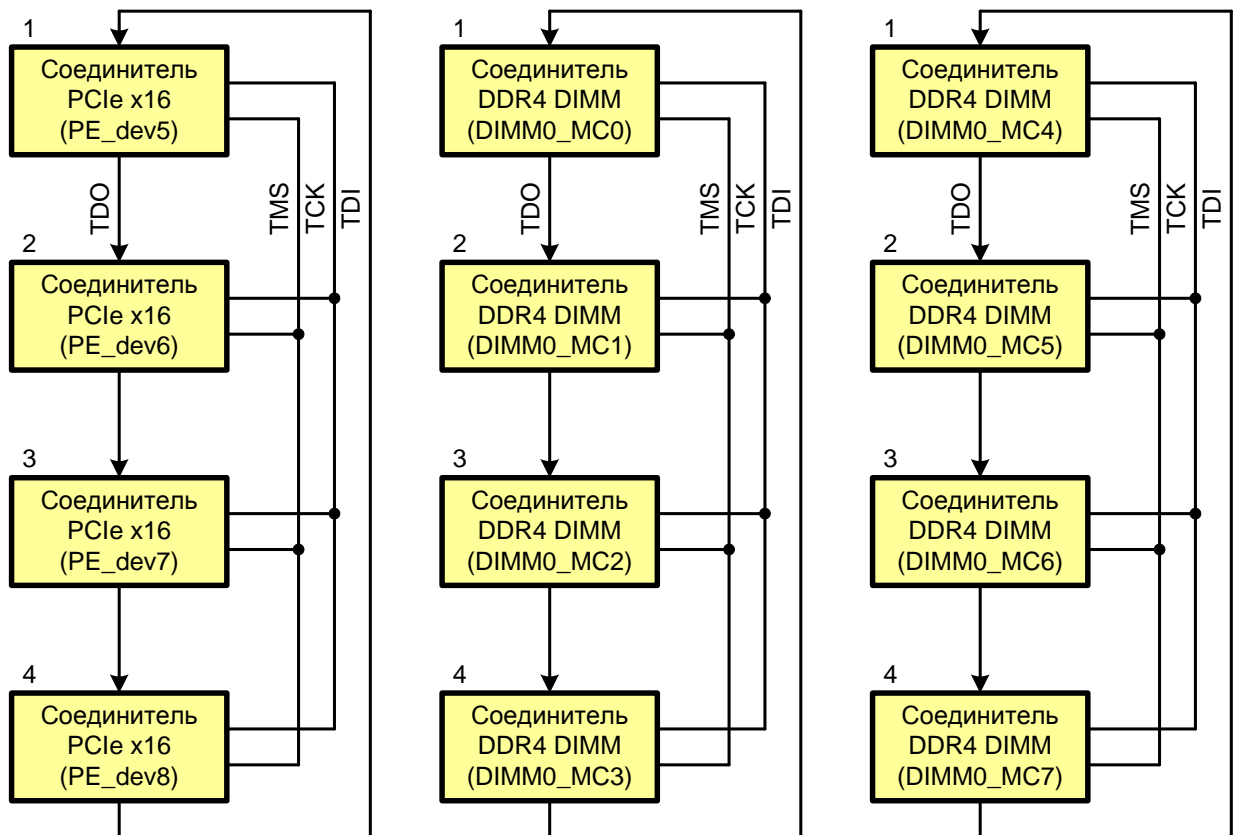 1
Соединитель
PCIe x16
(PE_dev5)
TDO
TMS
TCK
TDI
2
Соединитель
PCIe x16
(PE_dev6)
3
Соединитель
PCIe x16
(PE_dev7)
4
Соединитель
PCIe x16
(PE_dev8)
1
Соединитель
DDR4 DIMM
(DIMM0_MC0)
TDO
TMS
TCK
TDI
2
Соединитель
DDR4 DIMM
(DIMM0_MC1)
3
Соединитель
DDR4 DIMM
(DIMM0_MC2)
4
Соединитель
DDR4 DIMM
(DIMM0_MC3)
1
Соединитель
DDR4 DIMM
(DIMM0_MC4)
TDO
TMS
TCK
TDI
2
Соединитель
DDR4 DIMM
(DIMM0_MC5)
3
Соединитель
DDR4 DIMM
(DIMM0_MC6)
4
Соединитель
DDR4 DIMM
(DIMM0_MC7)